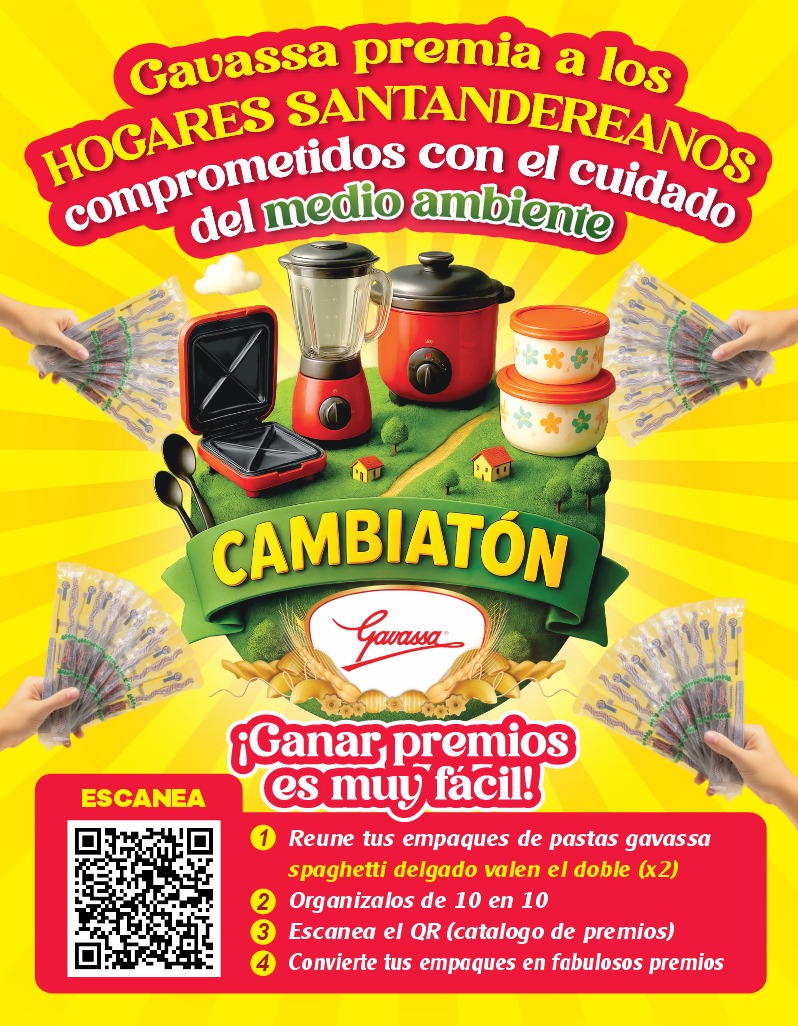 Gavassa premia a los
HOGARES SANTANDEREANOS
comprometidos con el cuidado
del medio ambiente
CAMBIATÓN
Gavassa®
¡Ganar premios
es muy fácil!
ESCANEA
1 Reune tus empaques de pastas gavassa
spaghetti delgado valen el doble (x2)
2 Organizalos de 10 en 10
3 Escanea el QR (catalogo de premios)
4 Convierte tus empaques en fabulosos premios